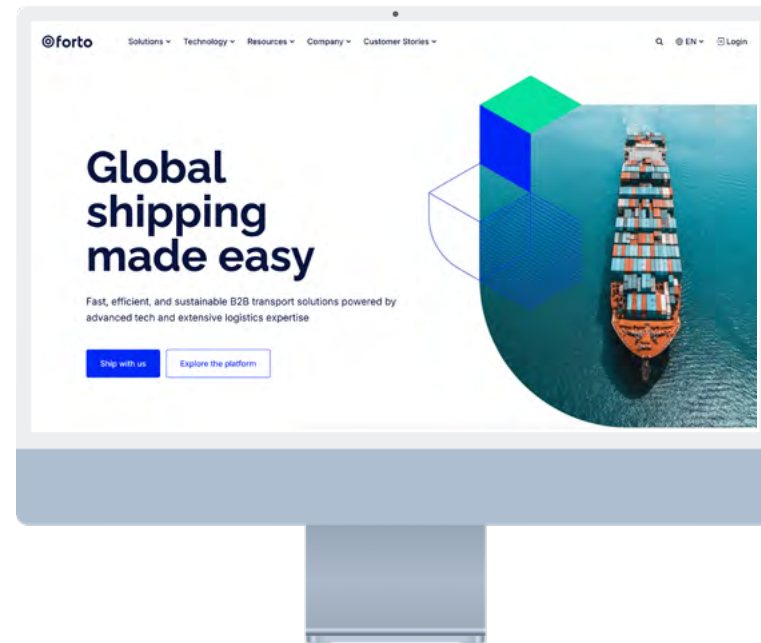 forto
Solutions
Technology
Resources
Company
Customer Stories
EN
Login
Global
shipping
made easy
Fast, efficient, and sustainable B2B transport solutions powered by
advanced tech and extensive logistics expertise
Ship with us
Explore the platform